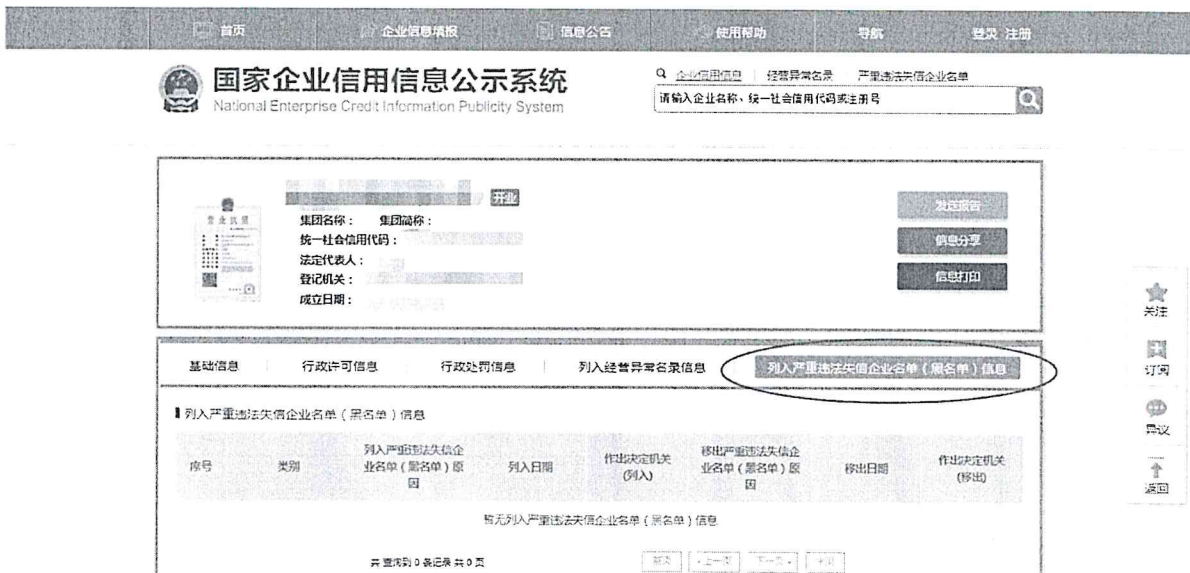 首页 企业信息填报 信息公告 使用帮助 导航 登录 注册
国家企业信用信息公示系统
National Enterprise Credit Information Publicity System
企业信用信息 | 经营异常名录 严重违法失信企业名单
请输入企业名称、统一社会信用代码或注册号
开业
营业执照
集团名称： 集团简称：
统一社会信用代码：
法定代表人：
登记机关：
成立日期：
发送报告
信息分享
信息打印
关注
订阅
异议
返回
基础信息 | 行政许可信息 | 行政处罚信息 | 列入经营异常名录信息 | 列入严重违法失信企业名单（黑名单）信息
列入严重违法失信企业名单（黑名单）信息
序号 类别 列入严重违法失信企业名单（黑名单）原因 列入日期 作出决定机关(列入) 移出严重违法失信企业名单（黑名单）原因 移出日期 作出决定机关(移出)
暂无列入严重违法失信企业名单（黑名单）信息
共 查询到 0 条记录 共 0 页 首页 上一页 下一页 末页